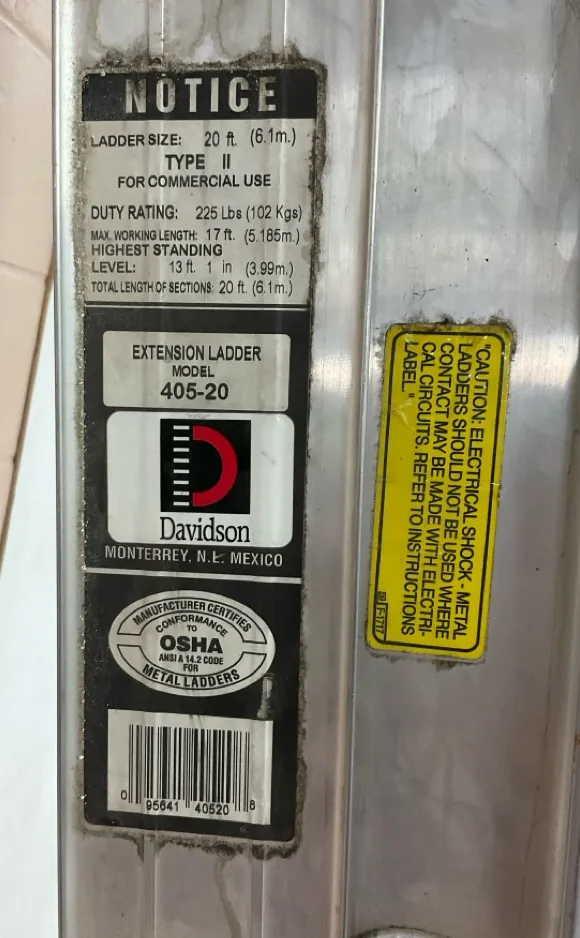 NOTICE
LADDER SIZE: 20 ft. (6.1m.)
TYPE II
FOR COMMERCIAL USE
DUTY RATING: 225 Lbs (102 Kgs)
MAX. WORKING LENGTH: 17 ft. (5.185m.)
HIGHEST STANDING
LEVEL: 13 ft. 1 in (3.99m.)
TOTAL LENGTH OF SECTIONS: 20 ft. (6.1m.)
EXTENSION LADDER
MODEL
405-20
Davidson
MONTERREY, N.L. MEXICO
MANUFACTURER CERTIFIES
CONFORMANCE
TO
OSHA
ANSI A 14.2 CODE
FOR
METAL LADDERS
0 95641 40520 8
"CAUTION: ELECTRICAL SHOCK - METAL
LADDERS SHOULD NOT BE USED WHERE
CONTACT MAY BE MADE WITH ELECTRI-
CAL CIRCUITS. REFER TO INSTRUCTIONS
LABEL."